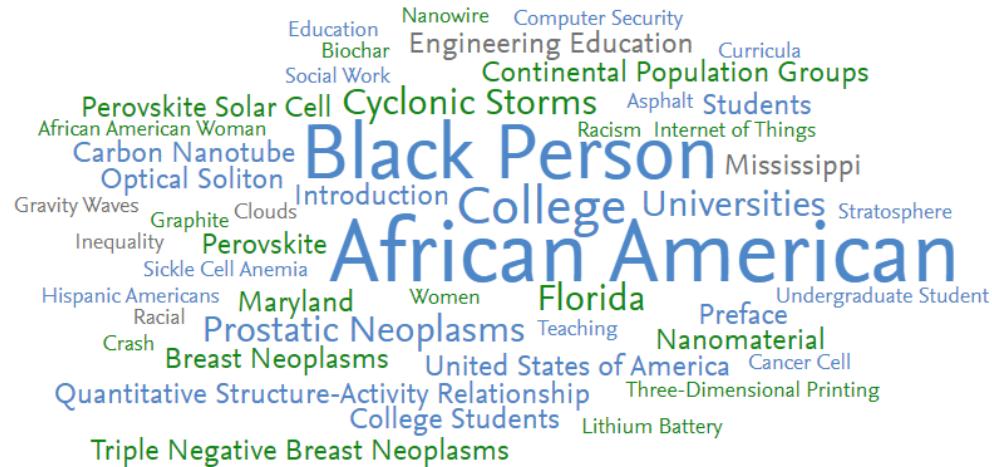 Nanowire Computer Security
Education Engineering Education Curricula
Biochar
Social Work Continental Population Groups
Perovskite Solar Cell Cyclonic Storms Asphalt Students
African American Woman Racism Internet of Things
Carbon Nanotube Black Person Mississippi
Optical Soliton Introduction College Universities
Gravity Waves Graphite Clouds Stratosphere
Inequality Perovskite African American
Sickle Cell Anemia
Hispanic Americans Maryland Women Florida Undergraduate Student
Racial Prostatic Neoplasms Teaching Preface
Crash Breast Neoplasms Nanomaterial
United States of America Cancer Cell
Quantitative Structure-Activity Relationship Three-Dimensional Printing
College Students Lithium Battery
Triple Negative Breast Neoplasms